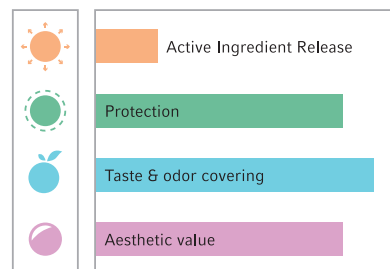 Active Ingredient Release
Protection
Taste & odor covering
Aesthetic value